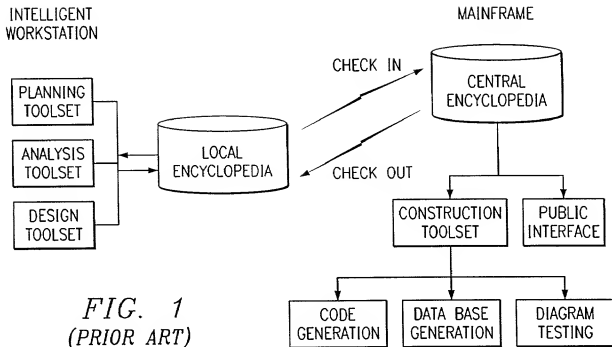 INTELLIGENT
WORKSTATION
MAINFRAME
PLANNING
TOOLSET
ANALYSIS
TOOLSET
DESIGN
TOOLSET
LOCAL
ENCYCLOPEDIA
CHECK IN
CHECK OUT
CENTRAL
ENCYCLOPEDIA
CONSTRUCTION
TOOLSET
PUBLIC
INTERFACE
CODE
GENERATION
DATA BASE
GENERATION
DIAGRAM
TESTING
FIG. 1
(PRIOR ART)